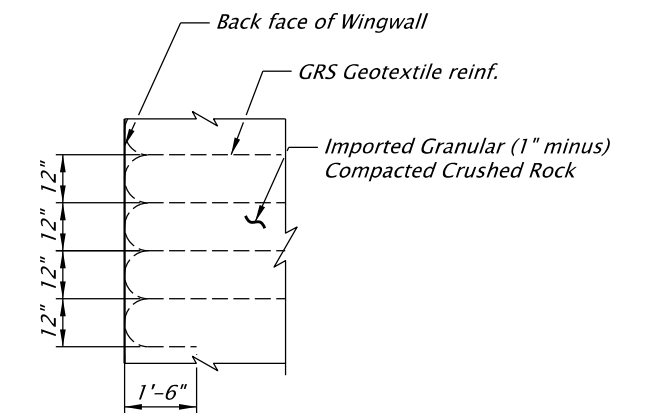 Back face of Wingwall
GRS Geotextile reinf.
Imported Granular (1" minus)
Compacted Crushed Rock
12"
12"
12"
12"
1'-6"